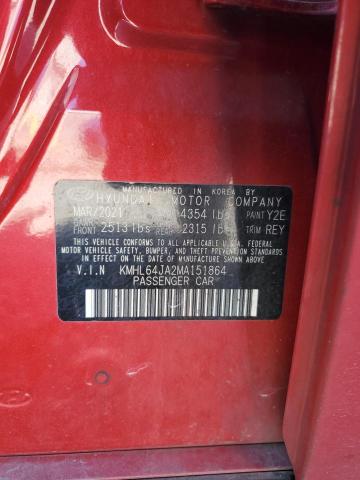 MANUFACTURED IN KOREA
HYUNDAI MOTOR COMPANY
MAR/2021 4354 lbs PAINT Y2E
GAWR FRONT 2513 lbs GAWR REAR 2315 lbs TRIM REY
THIS VEHICLE CONFORMS TO ALL APPLICABLE U.S.A. FEDERAL
MOTOR VEHICLE SAFETY, BUMPER, AND THEFT PREVENTION
STANDARDS IN EFFECT ON THE DATE OF MANUFACTURE
SHOWN ABOVE.
V.I.N KMHL64JA2MA151864
PASSENGER CAR